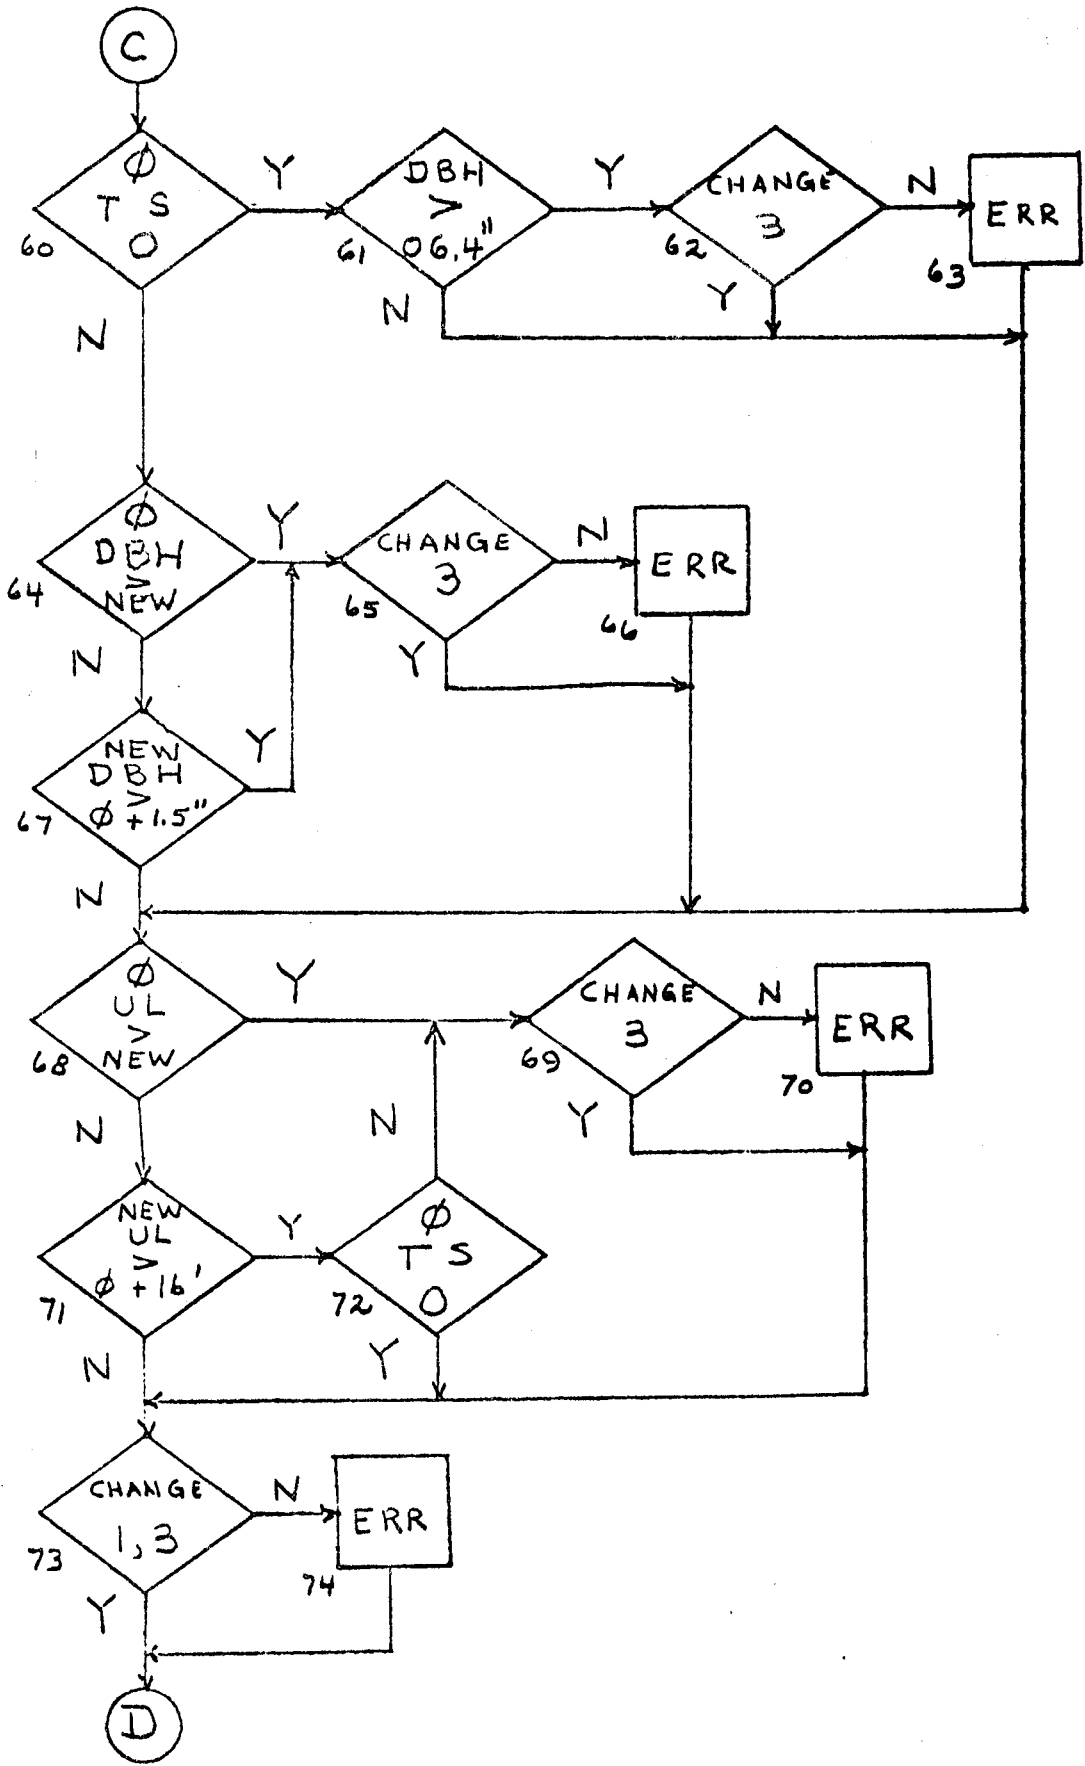 C
Ø
T S
O
60
Y
N
DBH
>
06.4"
61
Y
N
CHANGE
3
62
N
Y
ERR
63
Ø
DBH
>
NEW
64
Y
N
CHANGE
3
65
N
Y
ERR
66
NEW
DBH
>
Ø +1.5"
67
Y
N
Ø
UL
>
NEW
68
Y
N
CHANGE
3
69
N
Y
ERR
70
NEW
UL
>
Ø +16'
71
Y
N
Ø
T S
O
72
N
Y
CHANGE
1,3
73
N
Y
ERR
74
D